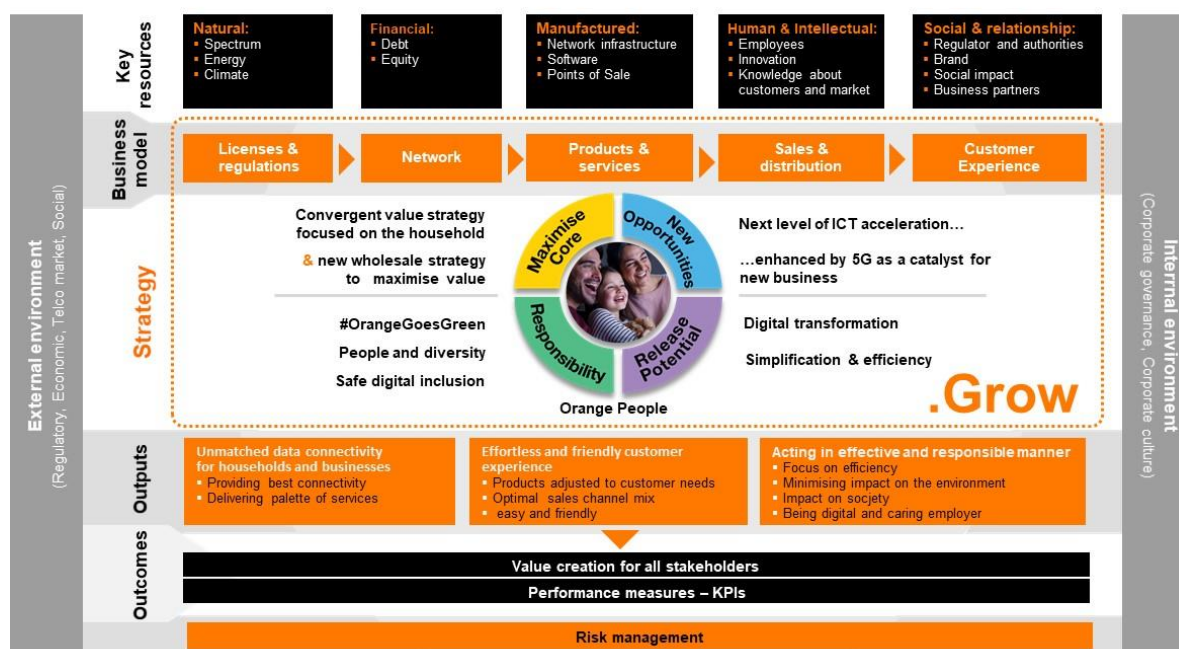 External environment
(Regulatory, Economic, Telco market, Social)
Key
resources
Natural:
▪ Spectrum
▪ Energy
▪ Climate
Financial:
▪ Debt
▪ Equity
Manufactured:
▪ Network infrastructure
▪ Software
▪ Points of Sale
Human & Intellectual:
▪ Employees
▪ Innovation
▪ Knowledge about
customers and market
Social & relationship:
▪ Regulator and authorities
▪ Brand
▪ Social impact
▪ Business partners
Business
model
Licenses &
regulations
Network
Products &
services
Sales &
distribution
Customer
Experience
Strategy
Convergent value strategy
focused on the household
& new wholesale strategy
to maximise value
#OrangeGoesGreen
People and diversity
Safe digital inclusion
Maximise
Core
New
Opportunities
Responsibility
Release
Potential
Orange People
Next level of ICT acceleration…
…enhanced by 5G as a catalyst for
new business
Digital transformation
Simplification & efficiency
.Grow
Outputs
Unmatched data connectivity
for households and businesses
▪ Providing best connectivity
▪ Delivering palette of services
Effortless and friendly customer
experience
▪ Products adjusted to customer needs
▪ Optimal sales channel mix
▪ easy and friendly
Acting in effective and responsible manner
▪ Focus on efficiency
▪ Minimising impact on the environment
▪ Impact on socjety
▪ Being digital and caring employer
Outcomes
Value creation for all stakeholders
Performance measures – KPIs
Risk management
Interrnal environment
(Corporate governance, Corporate culture)